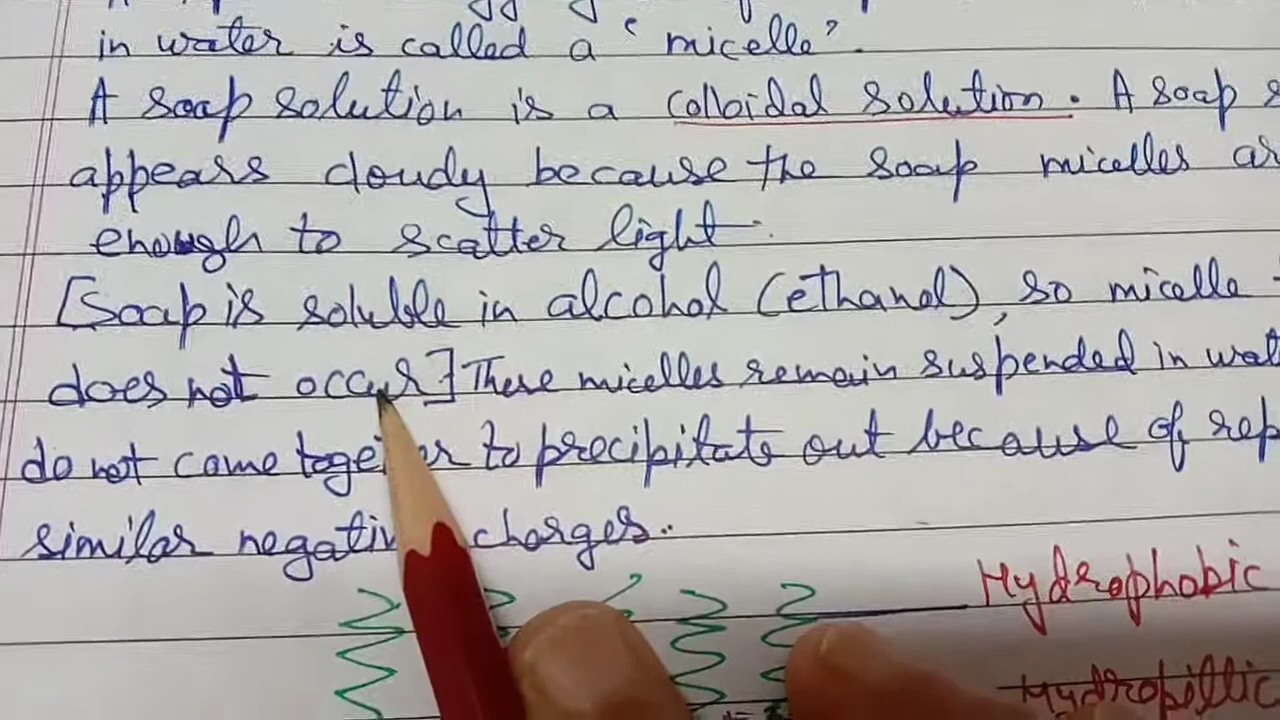 in water is called a ‘micelle’.
A soap solution is a colloidal solution. A soap s
appears cloudy because the soap micelles ar
enough to scatter light.
[Soap is soluble in alcohol (ethanol), so micelle
does not occur] These micelles remain suspended in wat
do not come together to precipitate out because of rep
similar negativ charges..
Hydrophobic